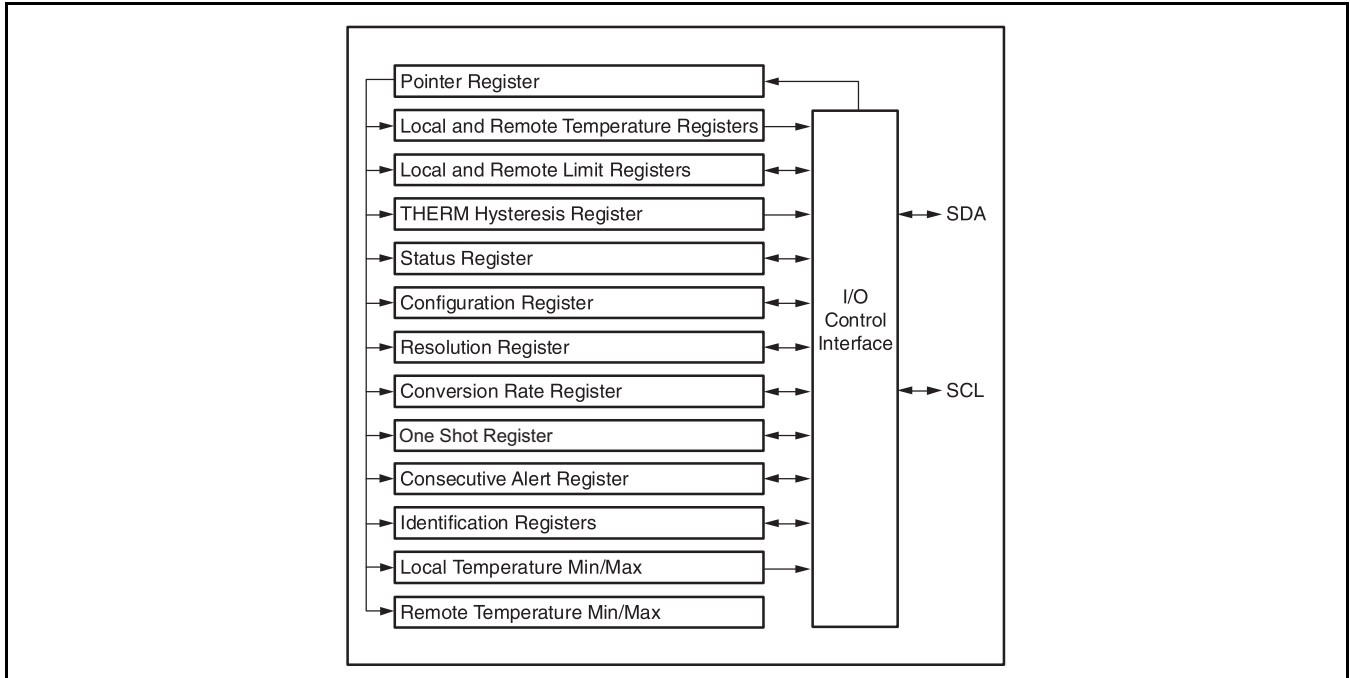 Pointer Register
Local and Remote Temperature Registers
Local and Remote Limit Registers
THERM Hysteresis Register
Status Register
Configuration Register
Resolution Register
Conversion Rate Register
One Shot Register
Consecutive Alert Register
Identification Registers
Local Temperature Min/Max
Remote Temperature Min/Max
I/O
Control
Interface
SDA
SCL